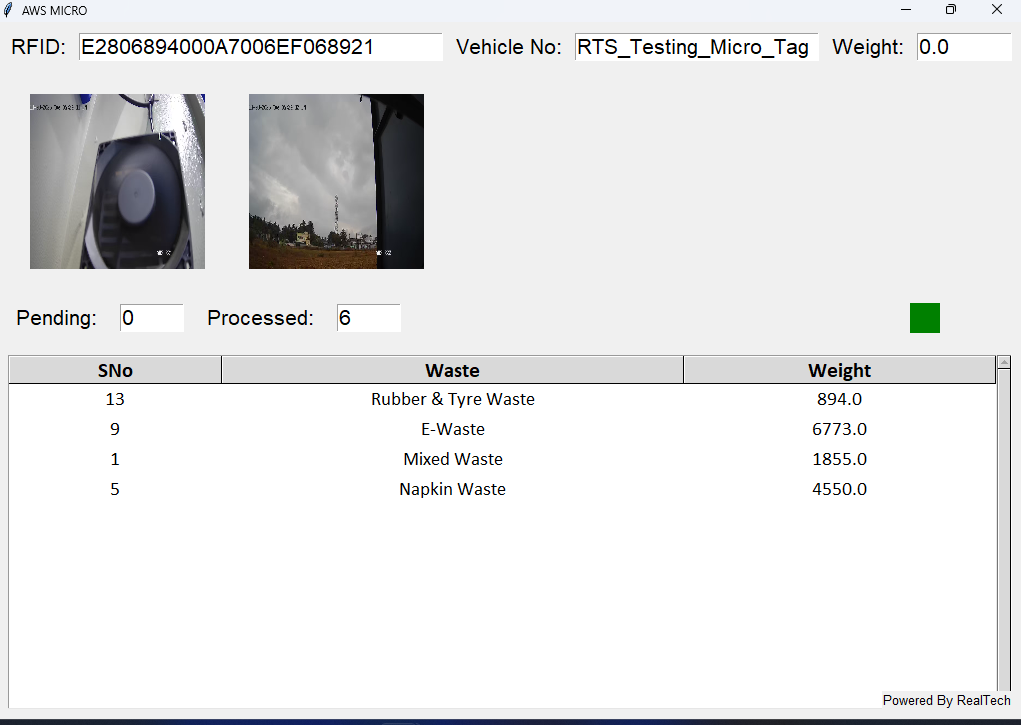 AWS MICRO
RFID: E2806894000A7006EF068921 Vehicle No: RTS_Testing_Micro_Tag Weight: 0.0
Pending: 0 Processed: 6
SNo Waste Weight
13 Rubber & Tyre Waste 894.0
9 E-Waste 6773.0
1 Mixed Waste 1855.0
5 Napkin Waste 4550.0
Powered By RealTech